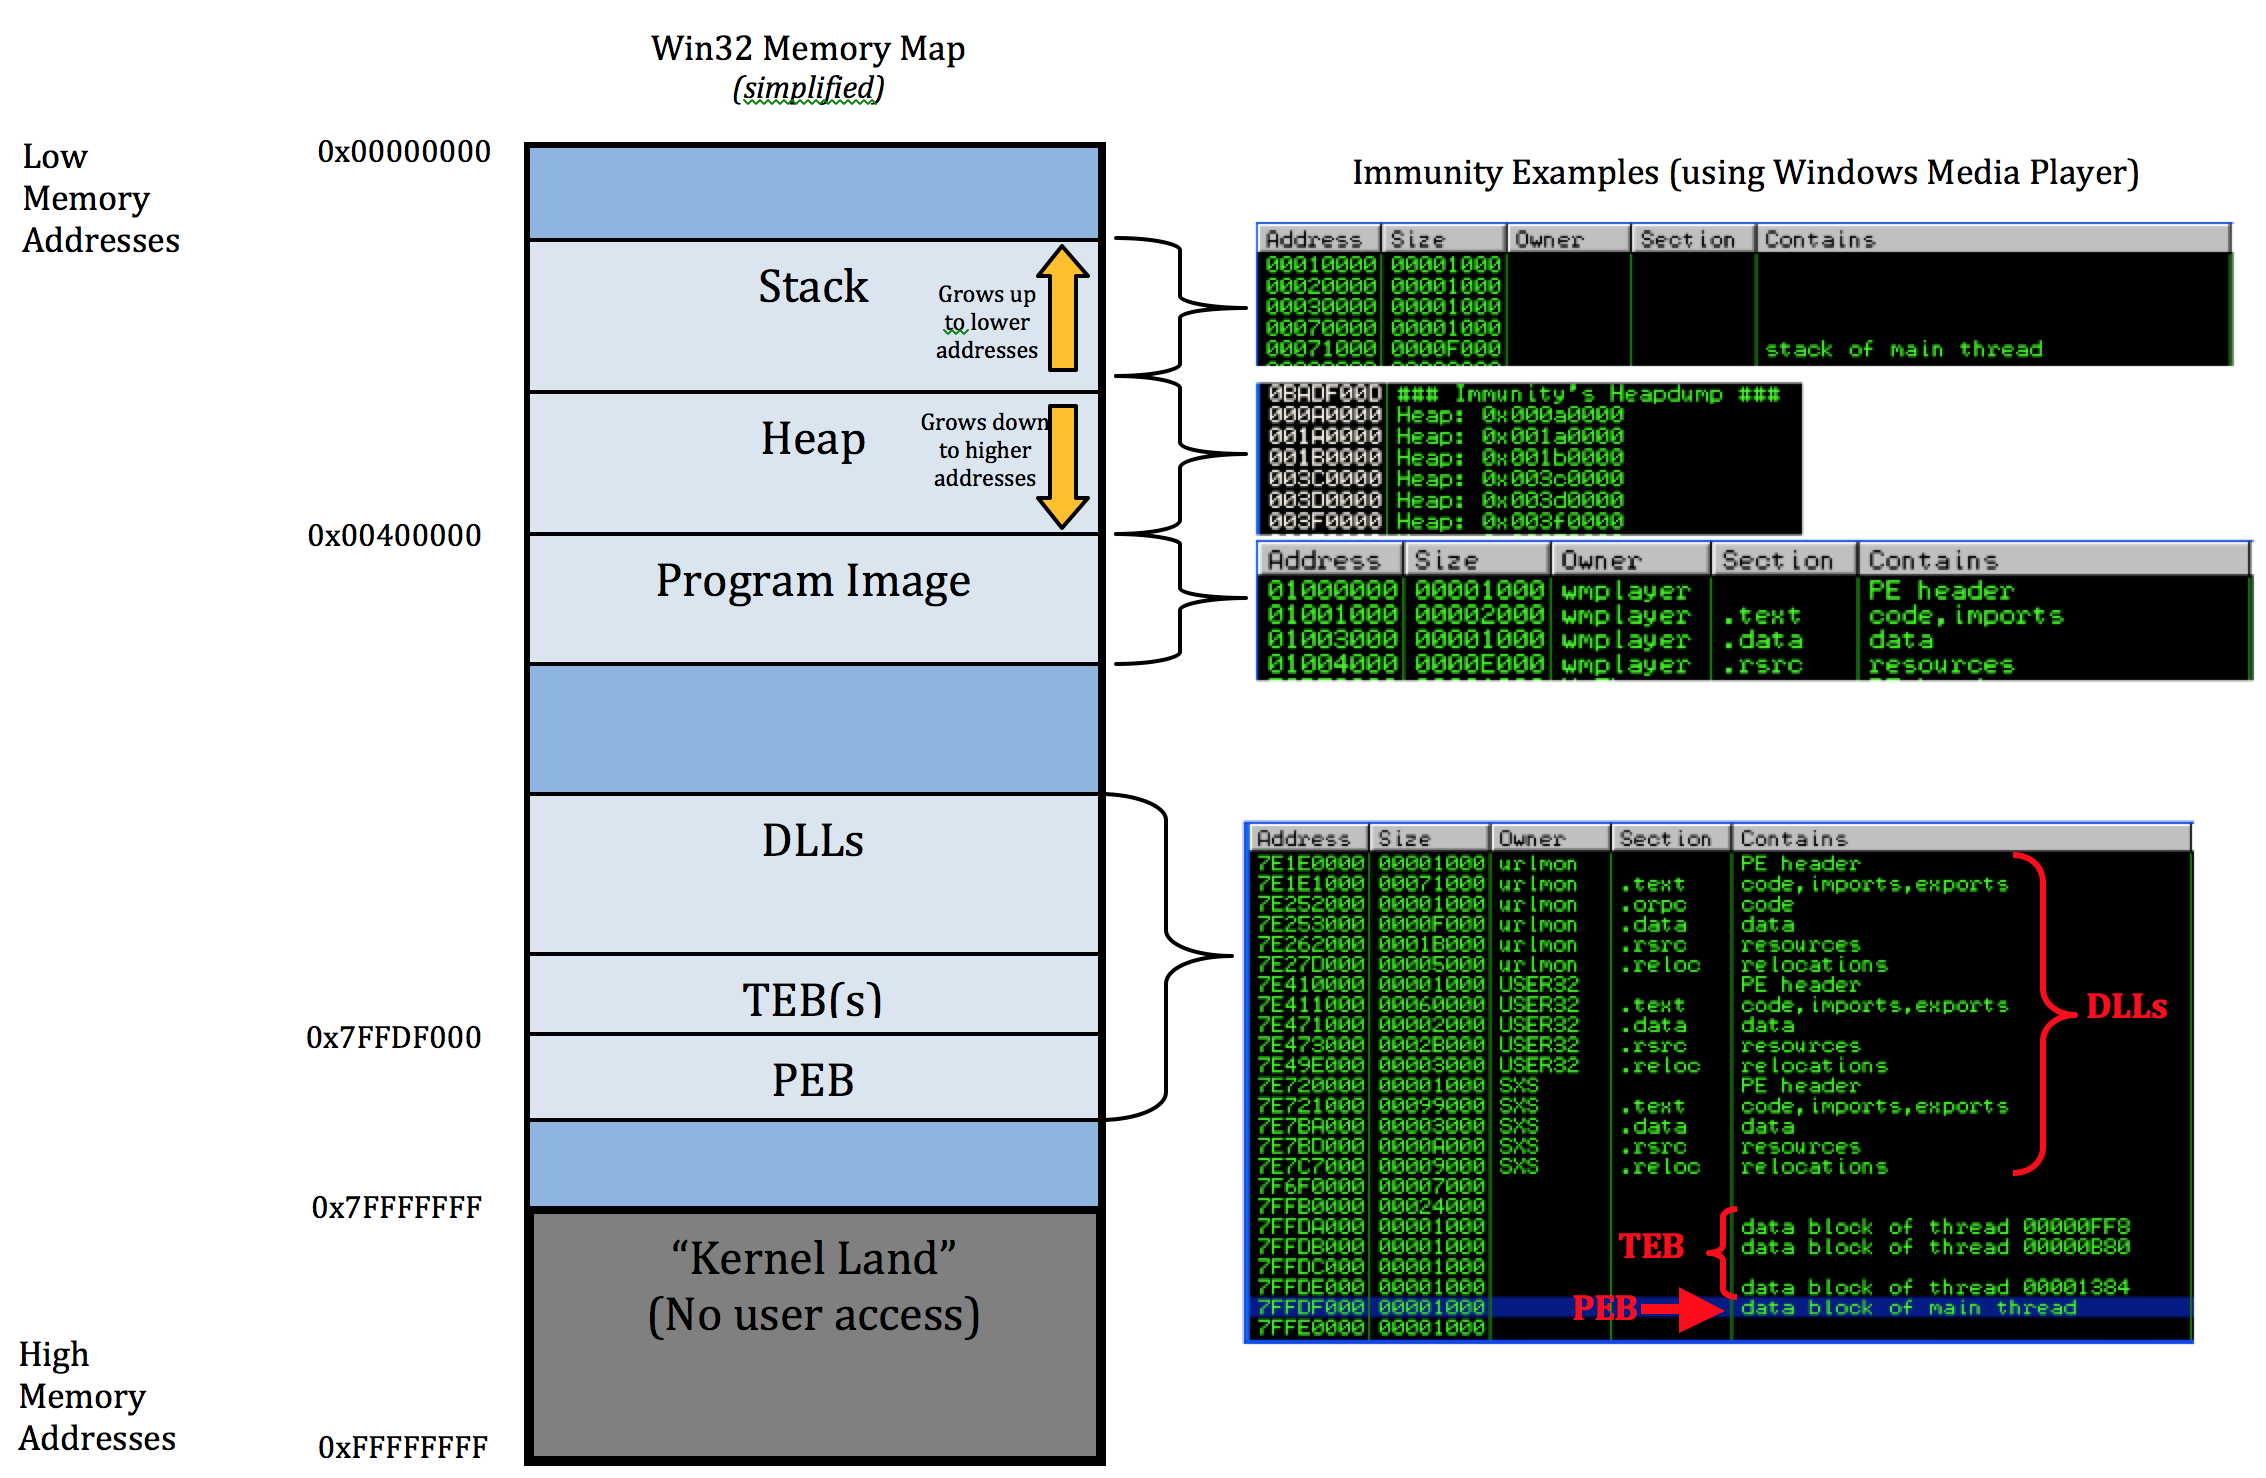 Win32 Memory Map
(simplified)
Low
Memory
Addresses
0x00000000
Stack
Grows up
to lower
addresses
Heap
Grows down
to higher
addresses
0x00400000
Program Image
DLLs
TEB(s)
0x7FFDF000
PEB
0x7FFFFFFF
“Kernel Land”
(No user access)
High
Memory
Addresses
0xFFFFFFFF
Immunity Examples (using Windows Media Player)
Address Size Owner Section Contains
00010000 00001000
00020000 00001000
00030000 00001000
00070000 00001000
00071000 0000F000 stack of main thread
0BADF00D ### Immunity's Heapdump ###
000A0000 Heap: 0x000a0000
001A0000 Heap: 0x001a0000
001B0000 Heap: 0x001b0000
003C0000 Heap: 0x003c0000
003D0000 Heap: 0x003d0000
003F0000 Heap: 0x003f0000
Address Size Owner Section Contains
01000000 00001000 wmplayer PE header
01001000 00002000 wmplayer .text code,imports
01003000 00001000 wmplayer .data data
01004000 0000E000 wmplayer .rsrc resources
Address Size Owner Section Contains
7E1E0000 00001000 urlmon PE header
7E1E1000 00071000 urlmon .text code,imports,exports
7E252000 00001000 urlmon .orpc code
7E253000 0000F000 urlmon .data data
7E262000 0001B000 urlmon .rsrc resources
7E27D000 00005000 urlmon .reloc relocations
7E410000 00001000 USER32 PE header
7E411000 00060000 USER32 .text code,imports,exports
7E471000 00002000 USER32 .data data
7E473000 0002B000 USER32 .rsrc resources
7E49E000 00003000 USER32 .reloc relocations
7E720000 00001000 SXS PE header
7E721000 00099000 SXS .text code,imports,exports
7E7BA000 00003000 SXS .data data
7E7BD000 0000A000 SXS .rsrc resources
7E7C7000 00009000 SXS .reloc relocations
7F6F0000 00007000
7FFB0000 00024000
7FFDA000 00001000 data block of thread 00000FF8
7FFDB000 00001000 data block of thread 00000B80
7FFDC000 00001000
7FFDE000 00001000 data block of thread 00001384
7FFDF000 00001000 data block of main thread
7FFE0000 00001000
DLLs
TEB
PEB